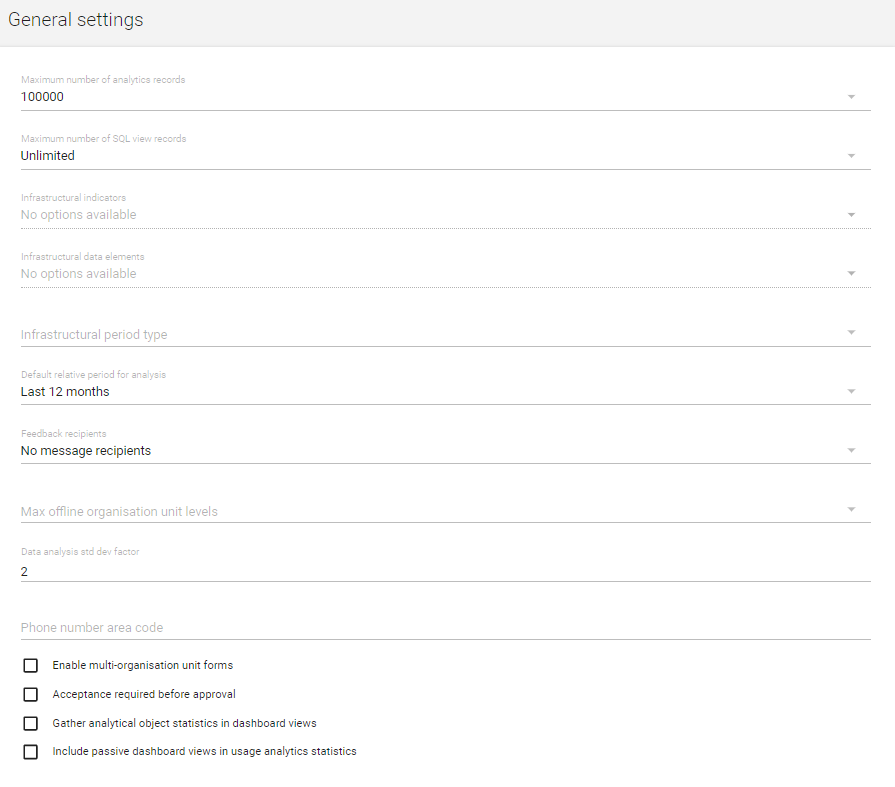 General settings
Maximum number of analytics records
100000
Maximum number of SQL view records
Unlimited
Infrastructural indicators
No options available
Infrastructural data elements
No options available
Infrastructural period type
Default relative period for analysis
Last 12 months
Feedback recipients
No message recipients
Max offline organisation unit levels
Data analysis std dev factor
2
Phone number area code
Enable multi-organisation unit forms
Acceptance required before approval
Gather analytical object statistics in dashboard views
Include passive dashboard views in usage analytics statistics